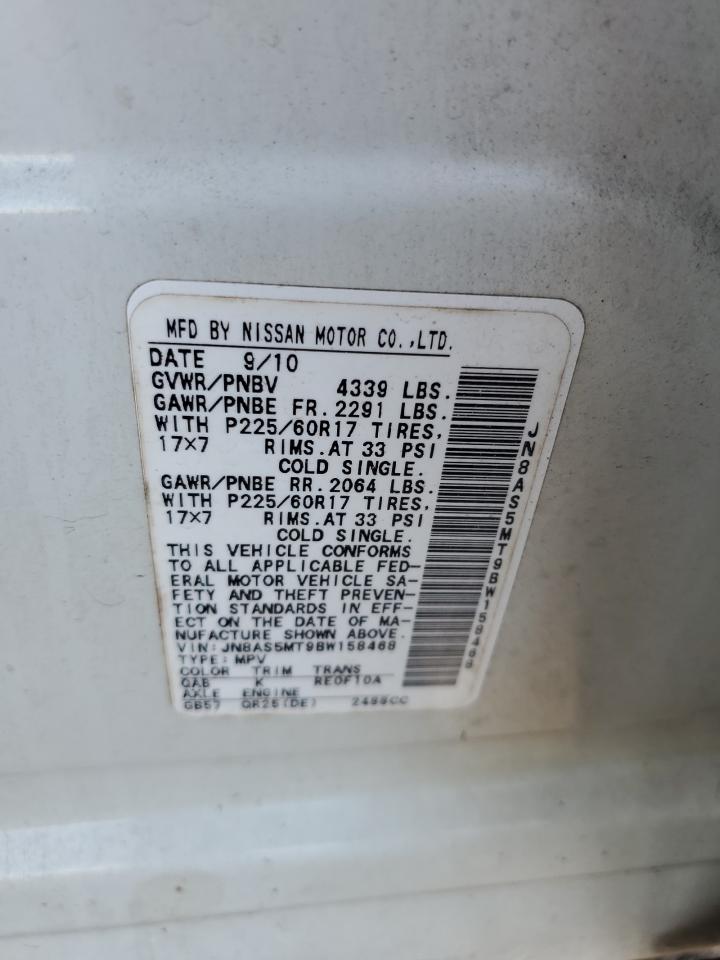 MFD BY NISSAN MOTOR CO.,LTD.
DATE 9/10
GVWR/PNBV 4339 LBS.
GAWR/PNBE FR.2291 LBS.
WITH P225/60R17 TIRES,
17×7 RIMS.AT 33 PSI
COLD SINGLE.
GAWR/PNBE RR.2064 LBS.
WITH P225/60R17 TIRES,
17×7 RIMS.AT 33 PSI
COLD SINGLE.
THIS VEHICLE CONFORMS
TO ALL APPLICABLE FED-
ERAL MOTOR VEHICLE SA-
FETY AND THEFT PREVEN-
TION STANDARDS IN EFF-
ECT ON THE DATE OF MA-
NUFACTURE SHOWN ABOVE.
VIN: JN8AS5MT9BW158468
TYPE: MPV
COLOR TRIM TRANS
QAB K RE0F10A
AXLE ENGINE
GB57 QR25(DE) 2488CC
JN8AS5MT9BW158468